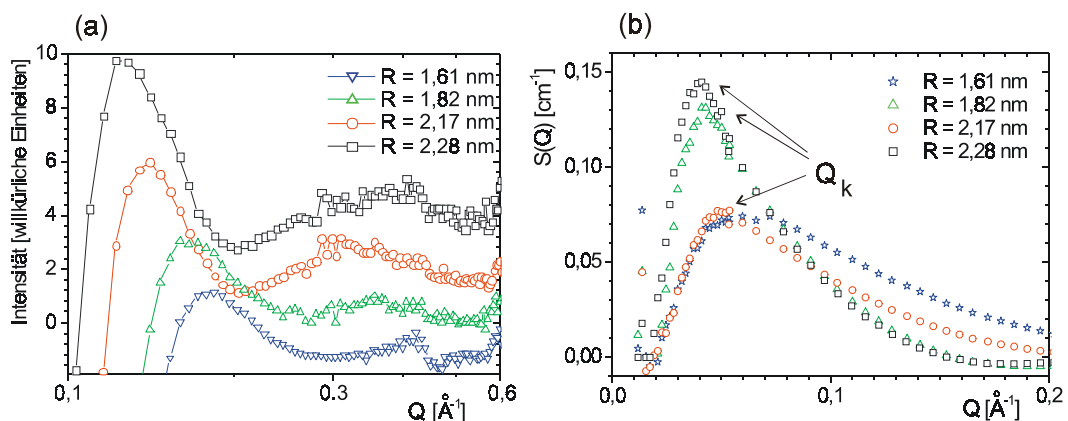 (a)
Intensität [willkürliche Einheiten]
10
8
6
4
2
0
R = 1,61 nm
R = 1,82 nm
R = 2,17 nm
R = 2,28 nm
0,1
0,3
0,6
Q [Å-1]
(b)
S(Q) [cm-1]
0,15
0,10
0,05
0,00
R = 1,61 nm
R = 1,82 nm
R = 2,17 nm
R = 2,28 nm
Qk
0,0
0,1
0,2
Q [Å-1]